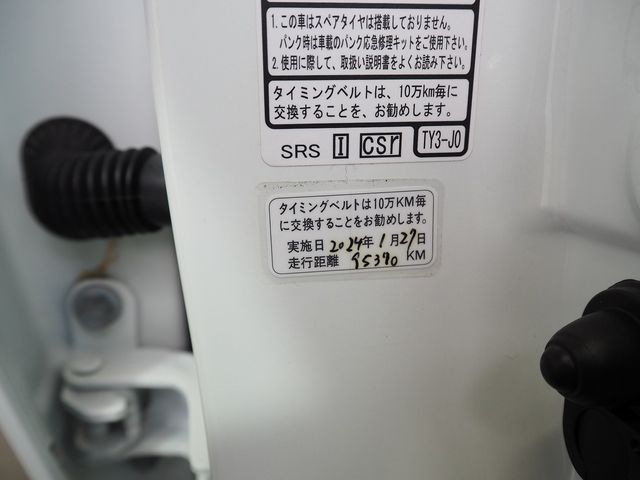 1. この車はスペアタイヤは搭載しておりません。
パンク時は車載のパンク応急修理キットをご使用下さい。
2. 使用に際して、取扱い説明書をよくお読み下さい。
タイミングベルトは、10万km毎に
交換することを、お勧めします。
SRS I csr TY3-J0
タイミングベルトは10万KM毎
に交換することをお勧めします。
実施日 2024年 1月27日
走行距離 95370 KM